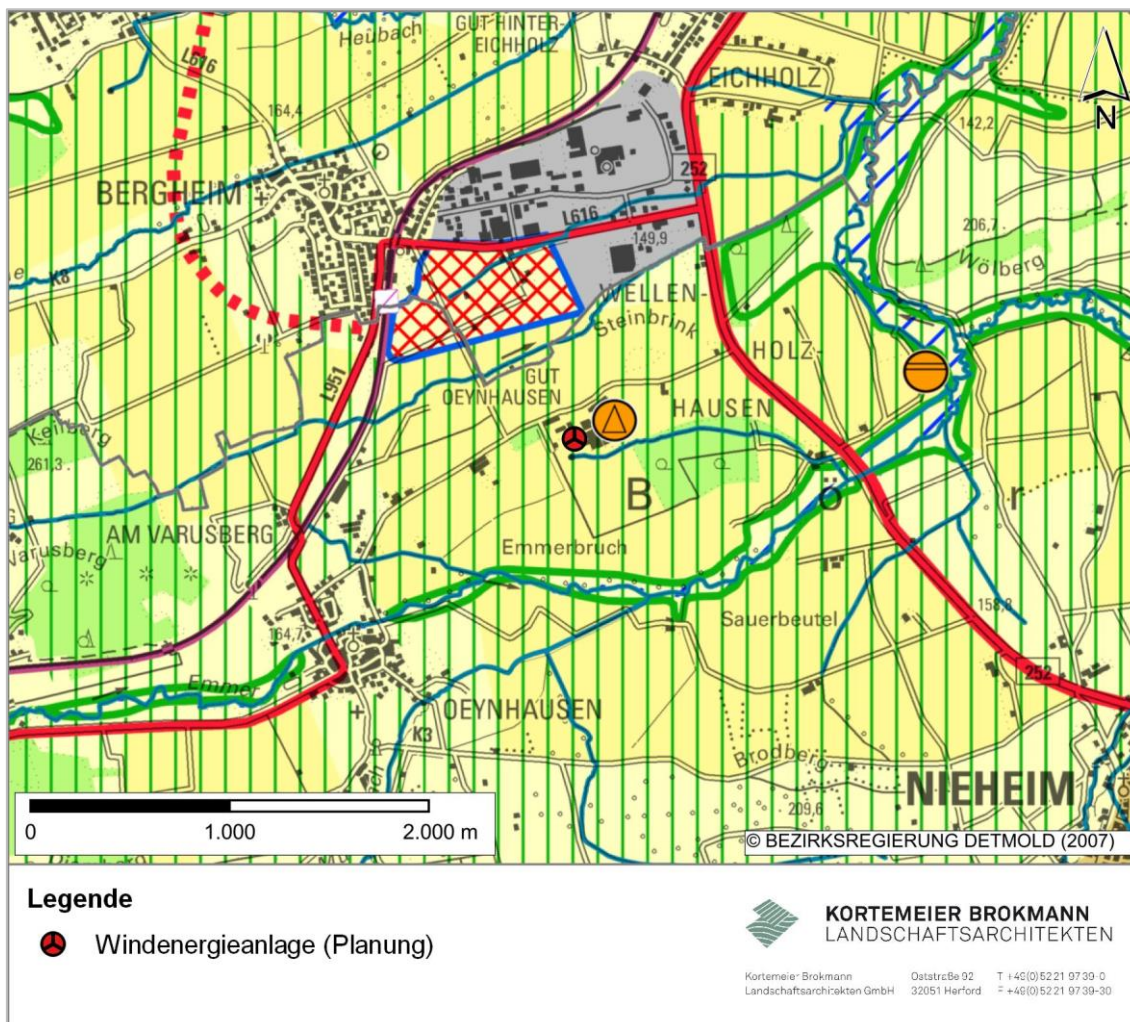 Heubach
GUT HINTER-
EICHHOLZ
L616
EICHHOLZ
164,4
142,2
N
BERGHEIM
252
L616
206,7
Wölberg
149,9
K8
WELLEN-
Steinbrink
HOLZ-
L951
GUT
OEYNHAUSEN
HAUSEN
Keilberg
261,3
B ö r
AM VARUSBERG
Varusberg
Emmerbruch
158,8
Sauerbeutel
164,7
252
Emmer
OEYNHAUSEN
K3
Brodberg
NIEHEIM
209,6
0 1.000 2.000 m
© BEZIRKSREGIERUNG DETMOLD (2007)
Legende
Windenergieanlage (Planung)
KORTEMEIER BROKMANN
LANDSCHAFTSARCHITEKTEN
Kortemeier Brokmann Oststraße 92 T +49(0)5221 9739-0
Landschaftsarchitekten GmbH 32051 Herford F +49(0)5221 9739-30